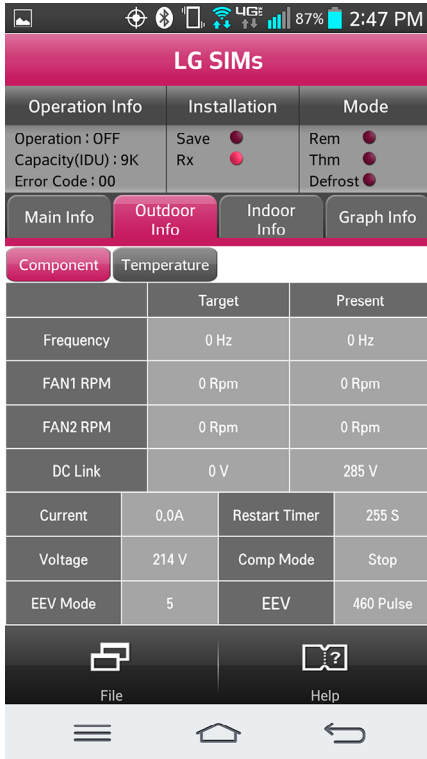 4G
87%
2:47 PM
LG SIMs
Operation Info
Installation
Mode
Operation : OFF
Capacity(IDU) : 9K
Error Code : 00
Save
Rx
Rem
Thm
Defrost
Main Info
Outdoor
Info
Indoor
Info
Graph Info
Component
Temperature
Target
Present
Frequency
0 Hz
0 Hz
FAN1 RPM
0 Rpm
0 Rpm
FAN2 RPM
0 Rpm
0 Rpm
DC Link
0 V
285 V
Current
0.0A
Restart Timer
255 S
Voltage
214 V
Comp Mode
Stop
EEV Mode
5
EEV
460 Pulse
?
File
Help